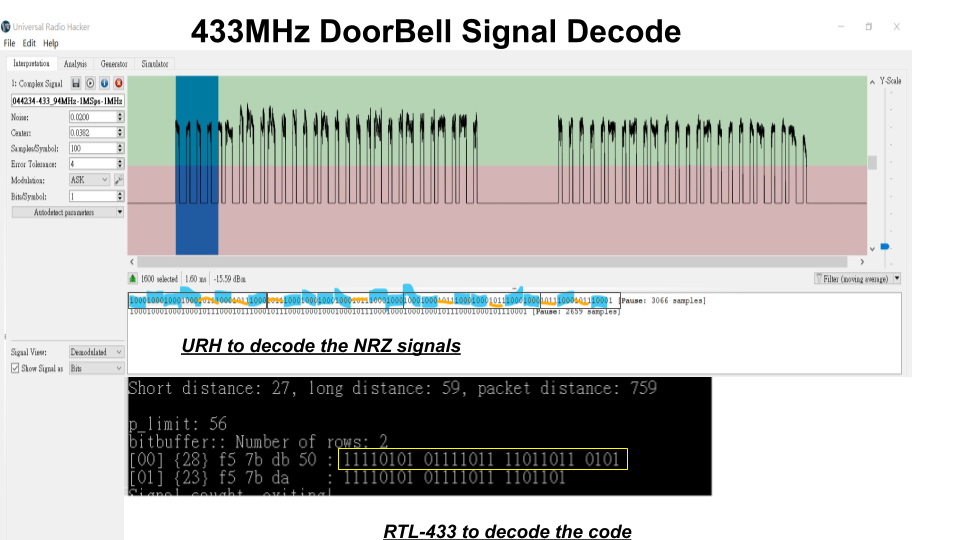 433MHz DoorBell Signal Decode
Universal Radio Hacker
File Edit Help
Interpretation Analysis Generator Simulator
1: Complex Signal
044234-433_94MHz-1MSps-1MHz
Noise: 0.0200
Center: 0.0382
Samples/Symbol: 100
Error Tolerance: 4
Modulation: ASK
Bits/Symbol: 1
Autodetect parameters
Y-Scale
1600 selected 1.60 ms -15.59 dBm
Filter (moving average)
[Pause: 3066 samples]
[Pause: 2659 samples]
URH to decode the NRZ signals
Signal View: Demodulated
Show Signal as Bits
Short distance: 27, long distance: 59, packet distance: 759
p_limit: 56
bitbuffer:: Number of rows: 2
[00] {28} f5 7b db 50 : 11110101 01111011 11011011 0101
[01] {23} f5 7b da : 11110101 01111011 1101101
Signal caught, exiting!
RTL-433 to decode the code